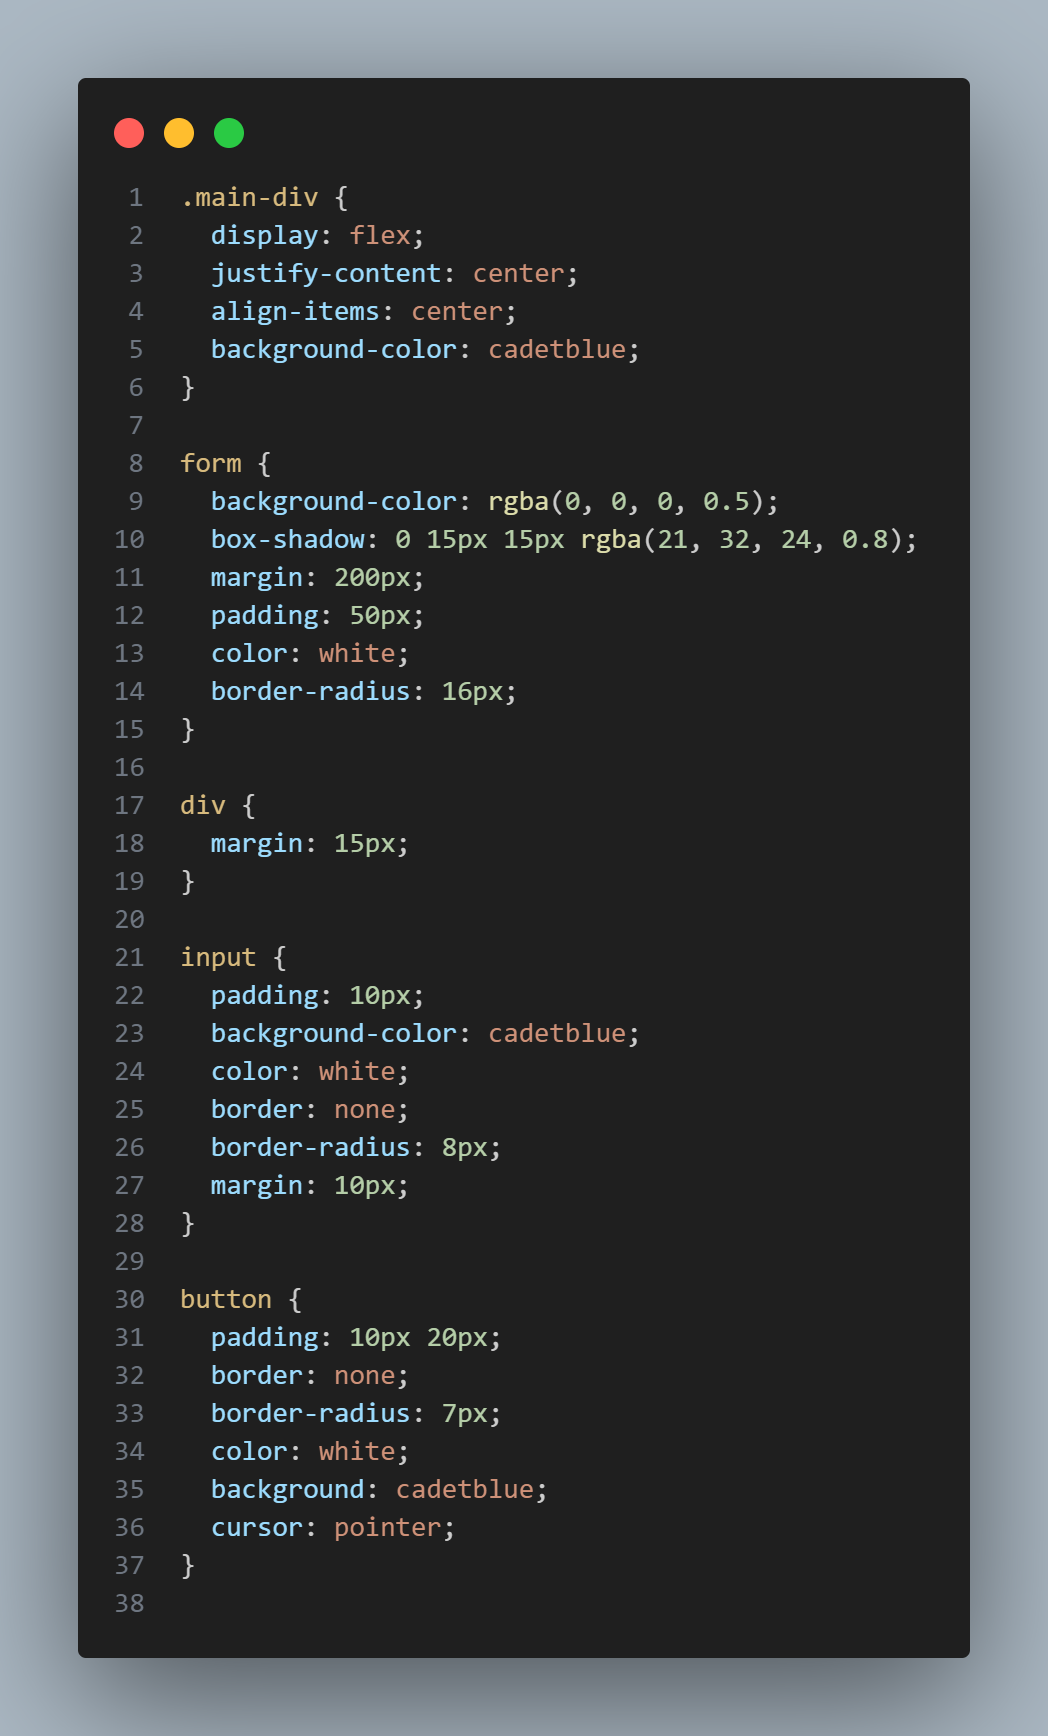 1 .main-div {
2   display: flex;
3   justify-content: center;
4   align-items: center;
5   background-color: cadetblue;
6 }
7
8 form {
9   background-color: rgba(0, 0, 0, 0.5);
10   box-shadow: 0 15px 15px rgba(21, 32, 24, 0.8);
11   margin: 200px;
12   padding: 50px;
13   color: white;
14   border-radius: 16px;
15 }
16
17 div {
18   margin: 15px;
19 }
20
21 input {
22   padding: 10px;
23   background-color: cadetblue;
24   color: white;
25   border: none;
26   border-radius: 8px;
27   margin: 10px;
28 }
29
30 button {
31   padding: 10px 20px;
32   border: none;
33   border-radius: 7px;
34   color: white;
35   background: cadetblue;
36   cursor: pointer;
37 }
38